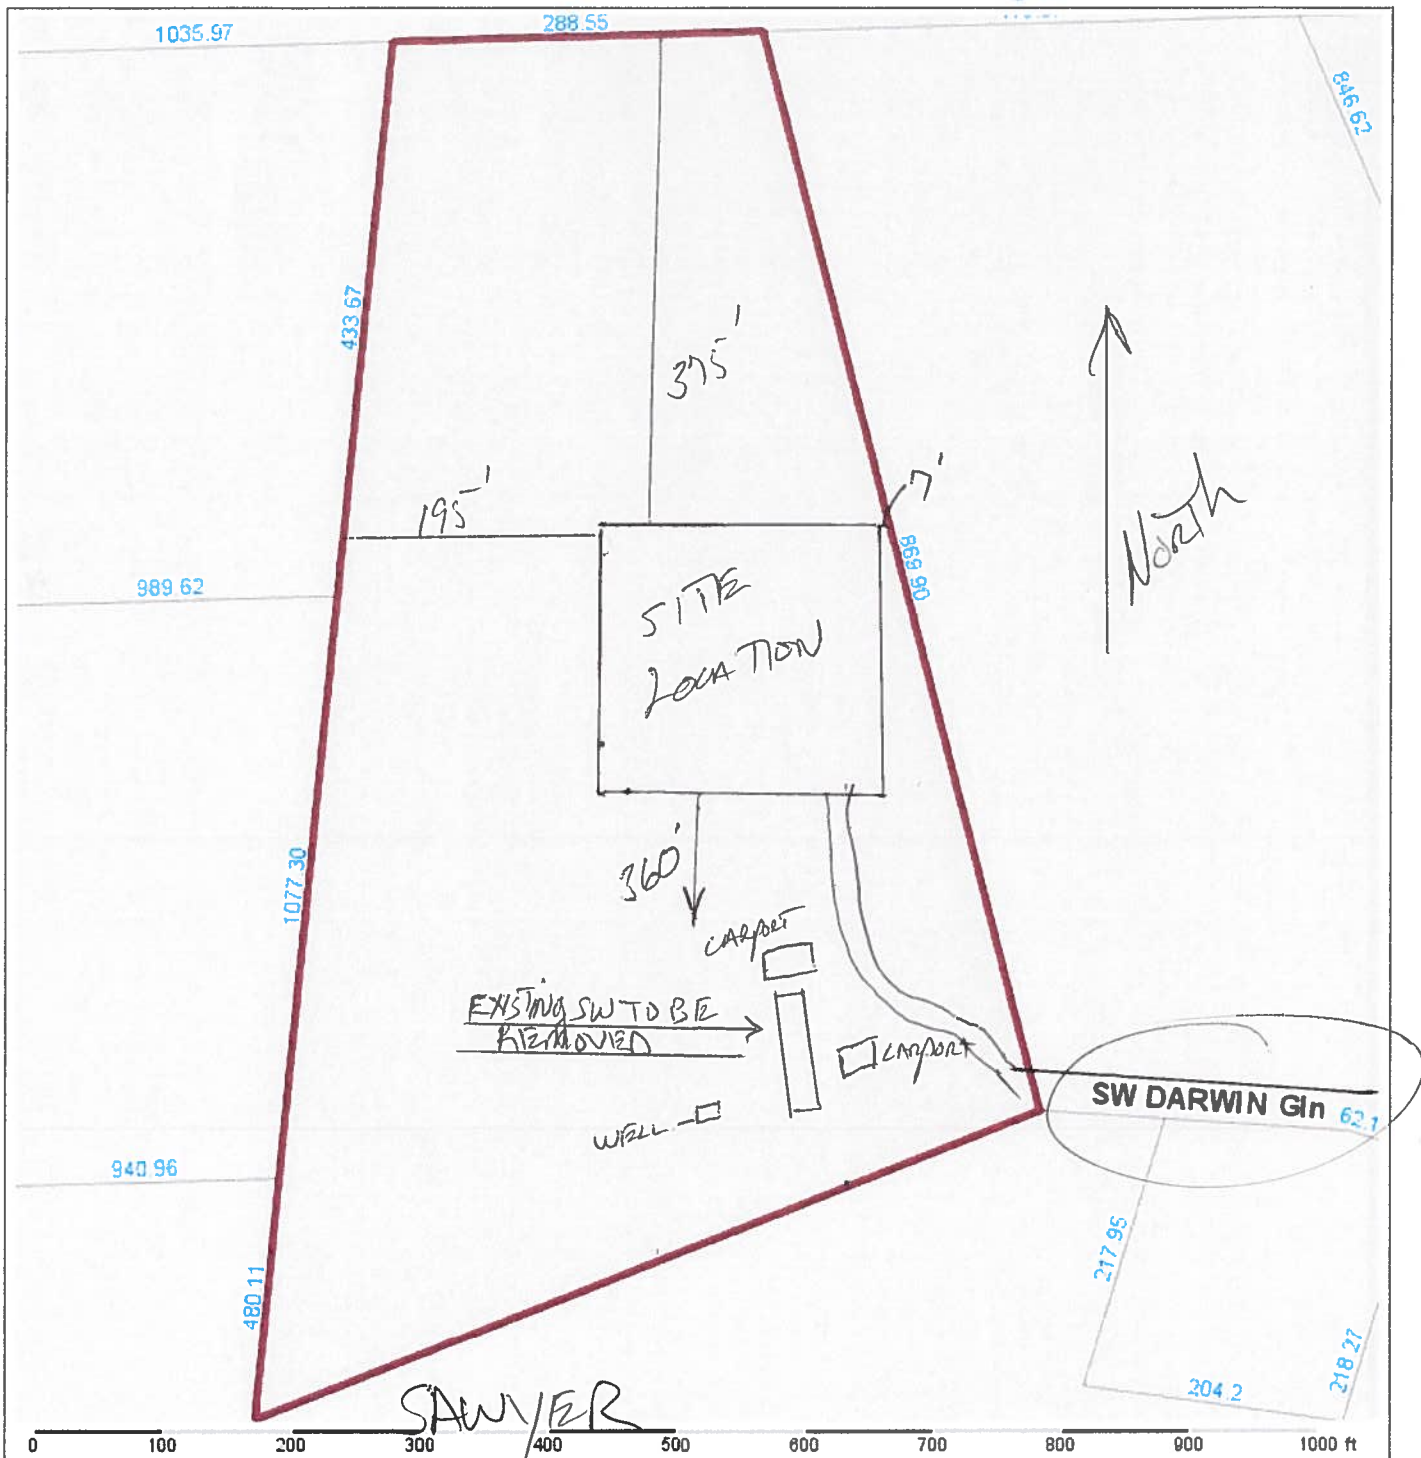 1035.97
288.55
846.62
433.67
375'
195'
7'
869.90
NORTH
989.62
SITE
LOCATION
360'
1077.30
CARPORT
EXISTING SW TO BE
REMOVED
CARPORT
SW DARWIN Gln
62.1
WELL
940.96
217.95
480.11
218.27
204.2
SAWYER
0 100 200 300 400 500 600 700 800 900 1000 ft